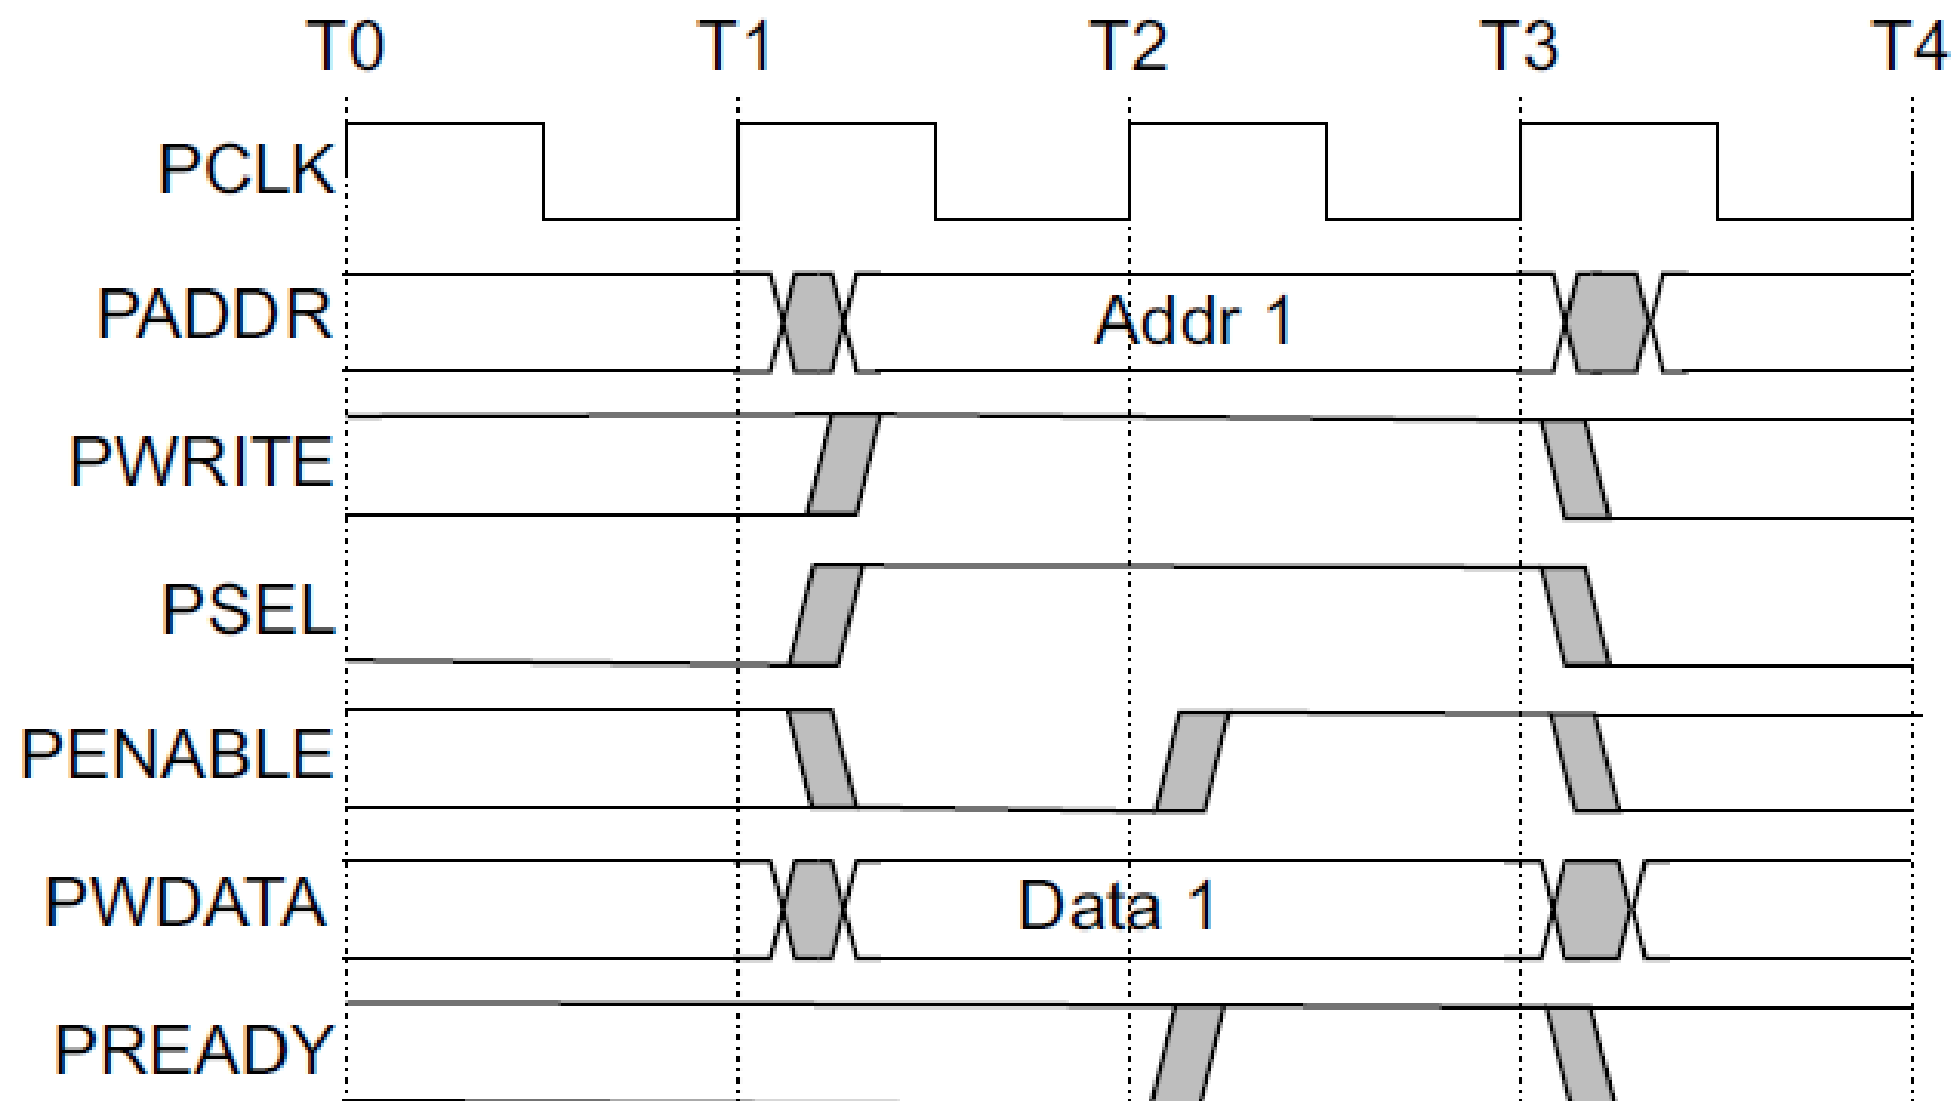 T0 T1 T2 T3 T4
PCLK
PADDR Addr 1
PWRITE
PSEL
PENABLE
PWDATA Data 1
PREADY